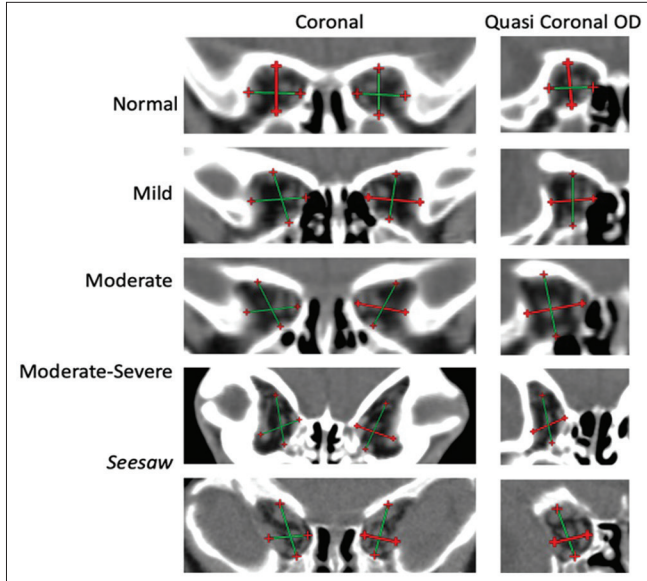 Coronal
Quasi Coronal OD
Normal
Mild
Moderate
Moderate-Severe
Seesaw